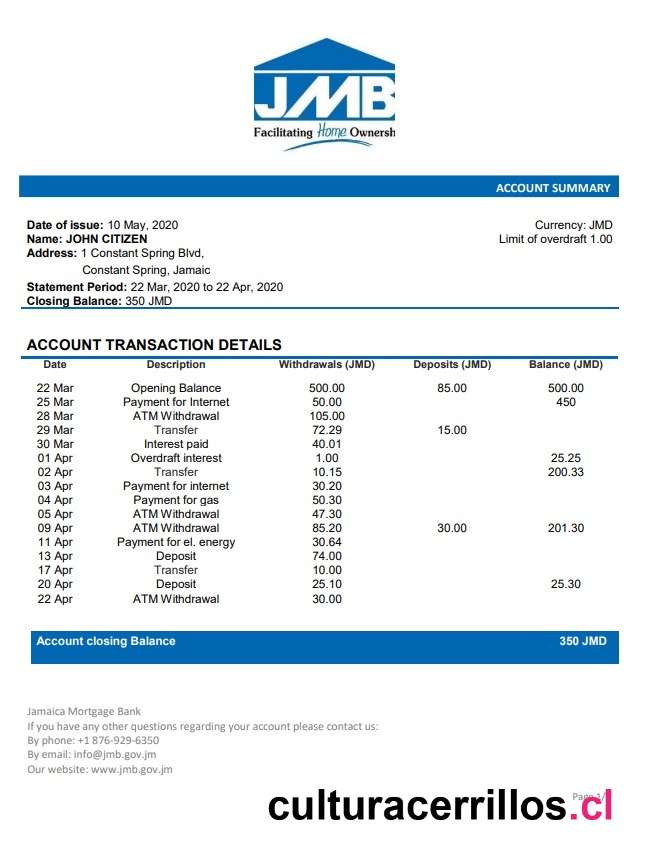 JMB
Facilitating Home Ownersh
ACCOUNT SUMMARY
Date of issue: 10 May, 2020 Currency: JMD
Name: JOHN CITIZEN Limit of overdraft 1.00
Address: 1 Constant Spring Blvd,
Constant Spring, Jamaic
Statement Period: 22 Mar, 2020 to 22 Apr, 2020
Closing Balance: 350 JMD
ACCOUNT TRANSACTION DETAILS
Date Description Withdrawals (JMD) Deposits (JMD) Balance (JMD)
22 Mar Opening Balance 500.00 85.00 500.00
25 Mar Payment for Internet 50.00 450
28 Mar ATM Withdrawal 105.00
29 Mar Transfer 72.29 15.00
30 Mar Interest paid 40.01
01 Apr Overdraft interest 1.00 25.25
02 Apr Transfer 10.15 200.33
03 Apr Payment for internet 30.20
04 Apr Payment for gas 50.30
05 Apr ATM Withdrawal 47.30
09 Apr ATM Withdrawal 85.20 30.00 201.30
11 Apr Payment for el. energy 30.64
13 Apr Deposit 74.00
17 Apr Transfer 10.00
20 Apr Deposit 25.10 25.30
22 Apr ATM Withdrawal 30.00
Account closing Balance 350 JMD
Jamaica Mortgage Bank
If you have any other questions regarding your account please contact us:
By phone: +1 876-929-6350
By email: info@jmb.gov.jm
Our website: www.jmb.gov.jm
Page 1/
culturacerrillos.cl